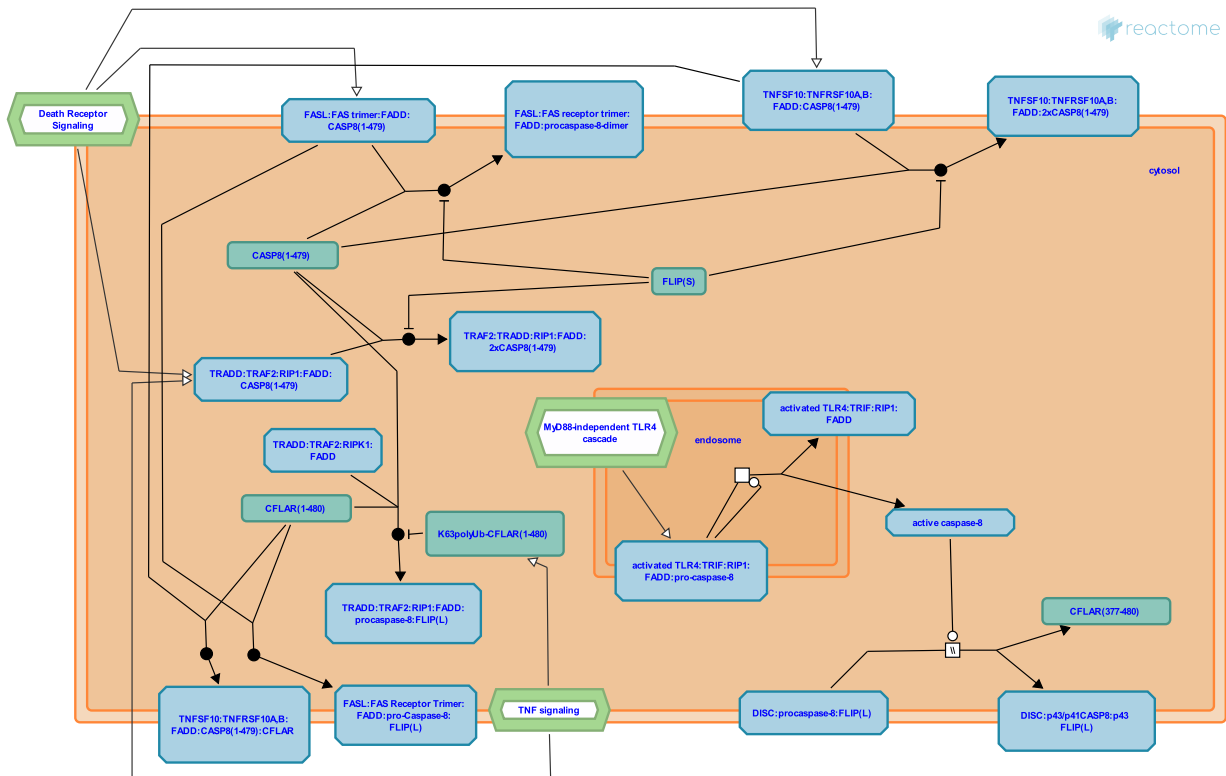 reactome
Death Receptor
Signaling
FASL:FAS trimer:FADD:
CASP8(1-479)
FASL:FAS receptor trimer:
FADD:procaspase-8-dimer
TNFSF10:TNFRSF10A,B:
FADD:CASP8(1-479)
TNFSF10:TNFRSF10A,B:
FADD:2xCASP8(1-479)
cytosol
CASP8(1-479)
FLIP(S)
TRAF2:TRADD:RIP1:FADD:
2xCASP8(1-479)
TRADD:TRAF2:RIP1:FADD:
CASP8(1-479)
MyD88-independent TLR4
cascade
endosome
activated TLR4:TRIF:RIP1:
FADD
TRADD:TRAF2:RIPK1:
FADD
CFLAR(1-480)
K63polyUb-CFLAR(1-480)
active caspase-8
activated TLR4:TRIF:RIP1:
FADD:pro-caspase-8
TRADD:TRAF2:RIP1:FADD:
procaspase-8:FLIP(L)
CFLAR(377-480)
\\
TNFSF10:TNFRSF10A,B:
FADD:CASP8(1-479):CFLAR
FASL:FAS Receptor Trimer:
FADD:pro-Caspase-8:
FLIP(L)
TNF signaling
DISC:procaspase-8:FLIP(L)
DISC:p43/p41CASP8:p43
FLIP(L)